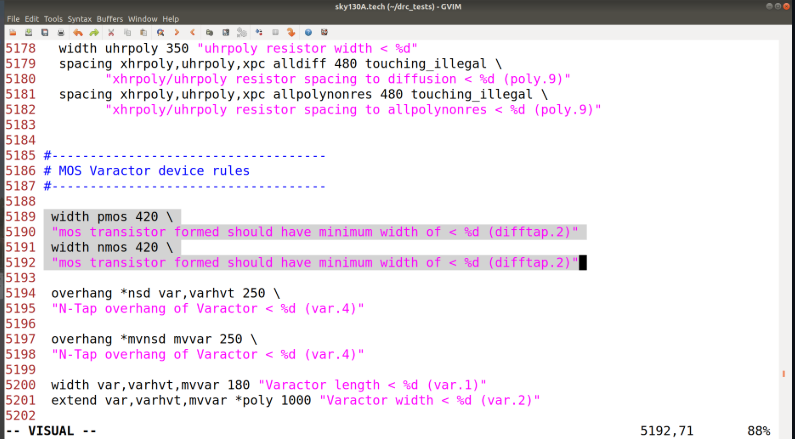 sky130A.tech (~/drc_tests) - GVIM
File Edit Tools Syntax Buffers Window Help
5178   width uhrpoly 350 "uhrpoly resistor width < %d"
5179   spacing xhrpoly,uhrpoly,xpc alldiff 480 touching_illegal \
5180         "xhrpoly/uhrpoly resistor spacing to diffusion < %d (poly.9)"
5181   spacing xhrpoly,uhrpoly,xpc allpolynonres 480 touching_illegal \
5182         "xhrpoly/uhrpoly resistor spacing to allpolynonres < %d (poly.9)"
5183
5184
5185 #------------------------------------
5186 # MOS Varactor device rules
5187 #------------------------------------
5188
5189  width pmos 420 \
5190  "mos transistor formed should have minimum width of < %d (difftap.2)"
5191  width nmos 420 \
5192  "mos transistor formed should have minimum width of < %d (difftap.2)"
5193
5194  overhang *nsd var,varhvt 250 \
5195  "N-Tap overhang of Varactor < %d (var.4)"
5196
5197  overhang *mvnsd mvvar 250 \
5198  "N-Tap overhang of Varactor < %d (var.4)"
5199
5200  width var,varhvt,mvvar 180 "Varactor length < %d (var.1)"
5201  extend var,varhvt,mvvar *poly 1000 "Varactor width < %d (var.2)"
5202
-- VISUAL -- 5192,71 88%